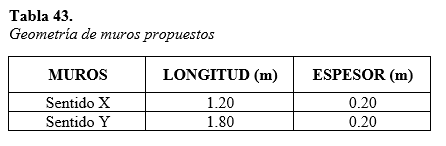 Tabla 43.
Geometría de muros propuestos
MUROS LONGITUD (m) ESPESOR (m)
Sentido X 1.20 0.20
Sentido Y 1.80 0.20